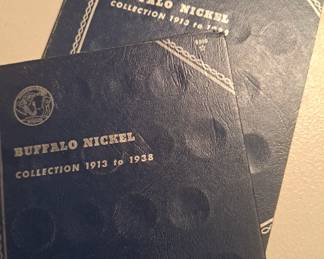 BUFFALO NICKEL
COLLECTION 1913 to
BUFFALO NICKEL
COLLECTION 1913 to 1938